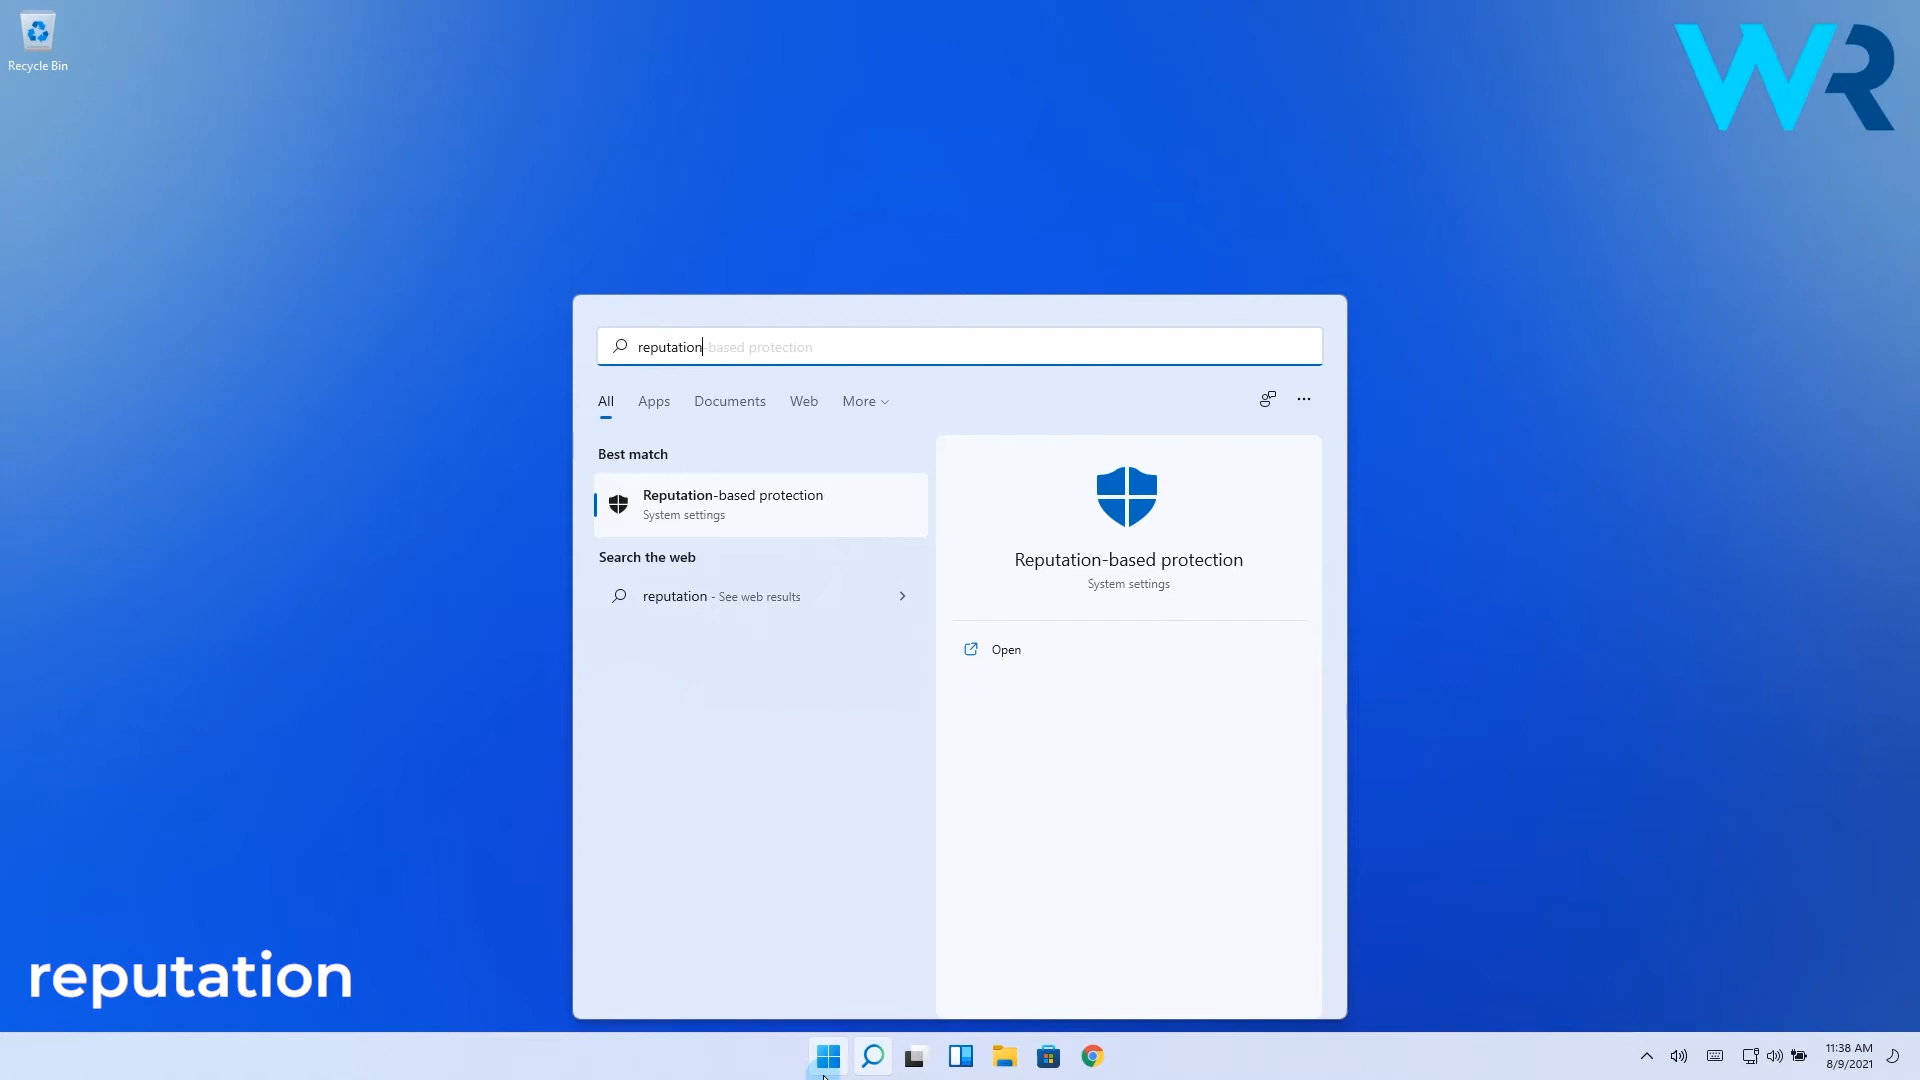 Recycle Bin
WR
reputation-based protection
All Apps Documents Web More
Best match
Reputation-based protection
System settings
Search the web
reputation - See web results
Reputation-based protection
System settings
Open
reputation
11:38 AM
8/9/2021